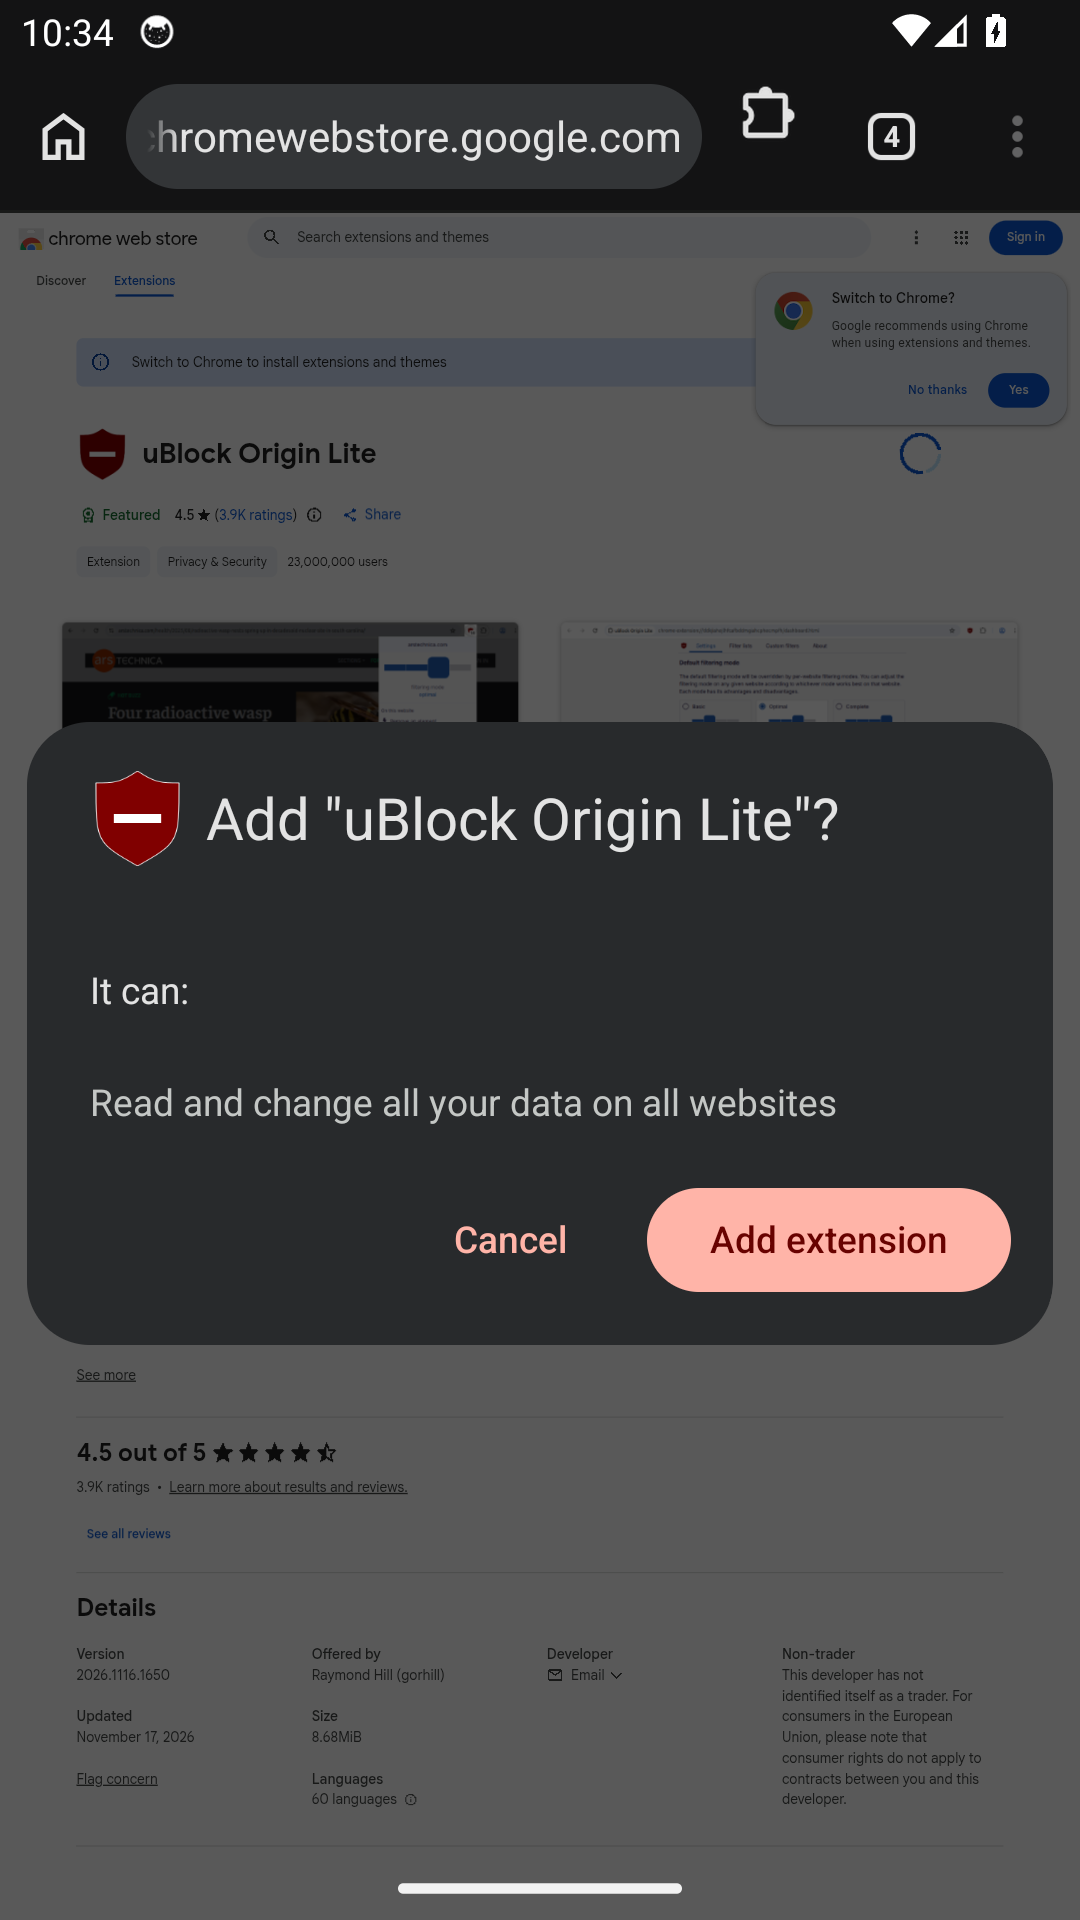 10:34
hromewebstore.google.com
4
chrome web store
Search extensions and themes
Sign in
Discover
Extensions
Switch to Chrome?
Google recommends using Chrome
when using extensions and themes.
No thanks
Yes
Switch to Chrome to install extensions and themes
uBlock Origin Lite
Featured
4.5 ★ (3.9K ratings)
Share
Extension
Privacy & Security
23,000,000 users
ars TECHNICA
Four radioactive wasp
Default filtering mode
Add "uBlock Origin Lite"?
It can:
Read and change all your data on all websites
Cancel
Add extension
See more
4.5 out of 5
3.9K ratings • Learn more about results and reviews.
See all reviews
Details
Version
2026.1116.1650
Updated
November 17, 2026
Flag concern
Offered by
Raymond Hill (gorhill)
Size
8.68MiB
Languages
60 languages
Developer
Email
Non-trader
This developer has not
identified itself as a trader. For
consumers in the European
Union, please note that
consumer rights do not apply to
contracts between you and this
developer.